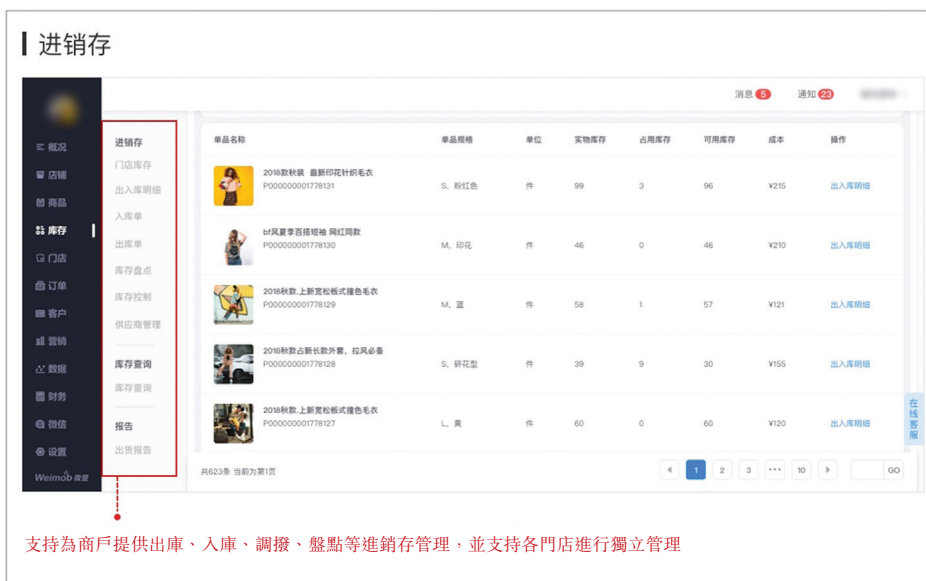 进销存
消息 5 通知 23
概况
店铺
商品
库存
门店
订单
客户
营销
数据
财务
微信
设置
Weimob 微盟
进销存
门店库存
出入库明细
入库单
出库单
库存盘点
库存控制
供应商管理
库存查询
库存查询
报告
出货报告
单品名称 单品规格 单位 实物库存 占用库存 可用库存 成本 操作
2018款秋装 最新印花针织毛衣
P000000001778131 S、粉红色 件 99 3 96 ¥215 出入库明细
bf风夏季百搭短袖 网红同款
P000000001778130 M、印花 件 46 0 46 ¥210 出入库明细
2018秋款上新宽松板式撞色毛衣
P000000001778129 M、蓝 件 58 1 57 ¥121 出入库明细
2018秋款占新长款外套，拉风必备
P000000001778128 S、碎花型 件 39 9 30 ¥155 出入库明细
2018秋款.上新宽松板式撞色毛衣
P000000001778127 L、黄 件 60 0 60 ¥120 出入库明细
在线客服
共623条 当前为第1页 1 2 3 ••• 10 GO
支持為商戶提供出庫、入庫、調撥、盤點等進銷存管理，並支持各門店進行獨立管理